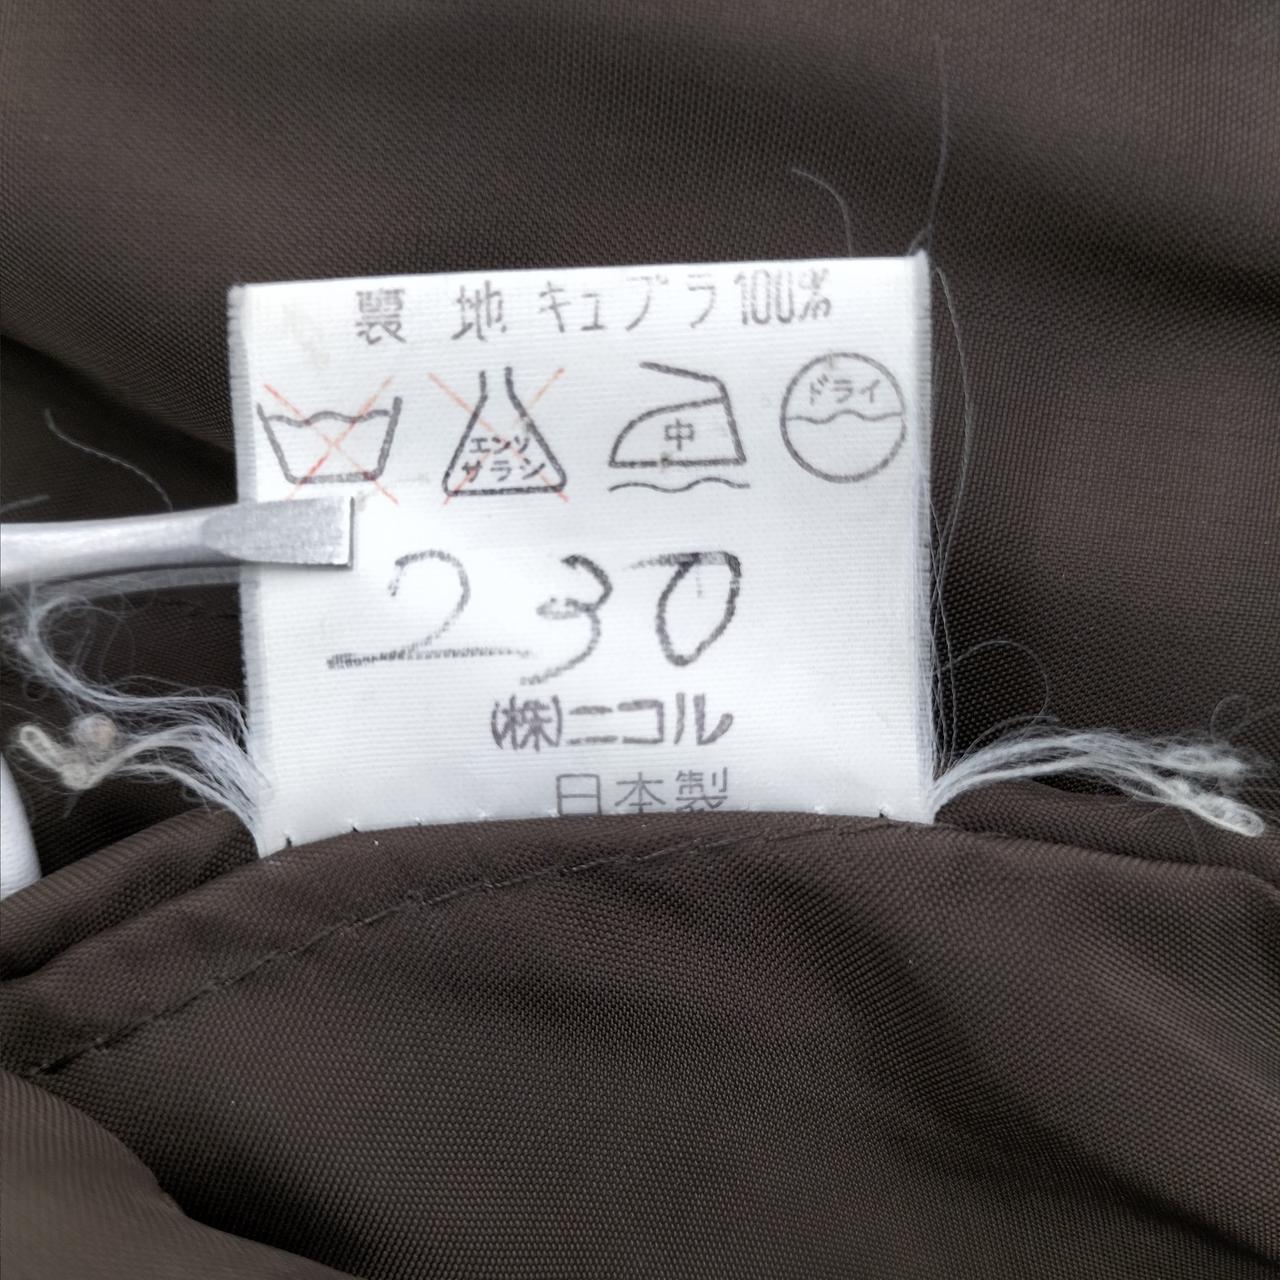 裏地 キュプラ100%
エンソ
サラシ
中
ドライ
230
(株)ニコル
日本製